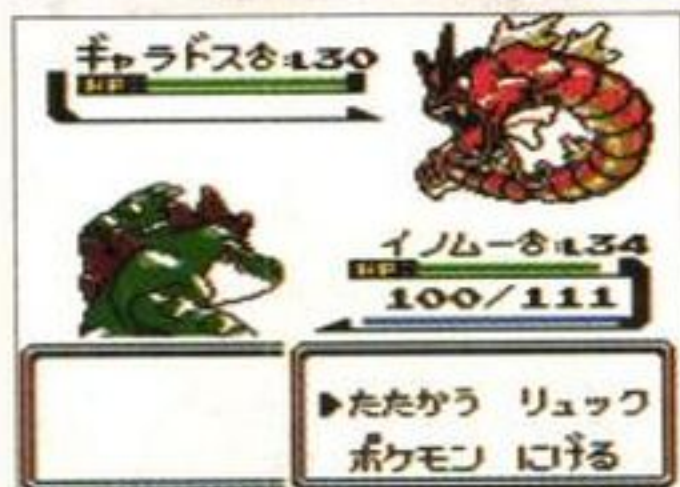 ギャラドス♂:L30
HP
イノムー♂:L34
HP
100/111
▶たたかう リュック
ポケモン にげる